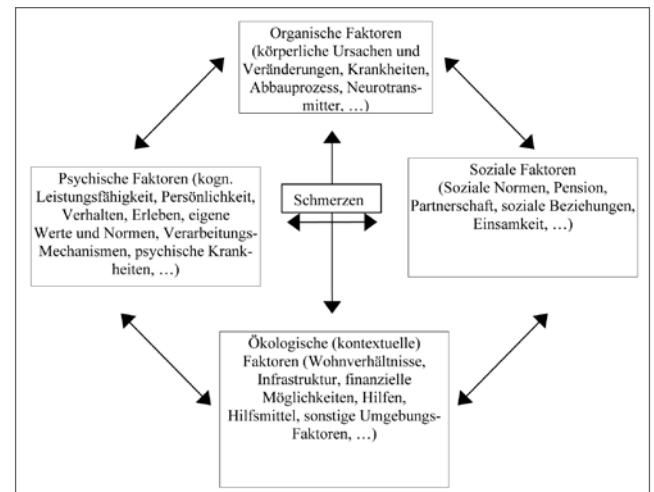 Organische Faktoren
(körperliche Ursachen und
Veränderungen, Krankheiten,
Abbauprozess, Neurotrans-
mitter, …)
Psychische Faktoren (kogn.
Leistungsfähigkeit, Persönlichkeit,
Verhalten, Erleben, eigene
Werte und Normen, Verarbeitungs-
Mechanismen, psychische Krank-
heiten, …)
Schmerzen
Soziale Faktoren
(Soziale Normen, Pension,
Partnerschaft, soziale Beziehungen,
Einsamkeit, …)
Ökologische (kontextuelle)
Faktoren (Wohnverhältnisse,
Infrastruktur, finanzielle
Möglichkeiten, Hilfen,
Hilfsmittel, sonstige Umgebungs-
Faktoren, …)